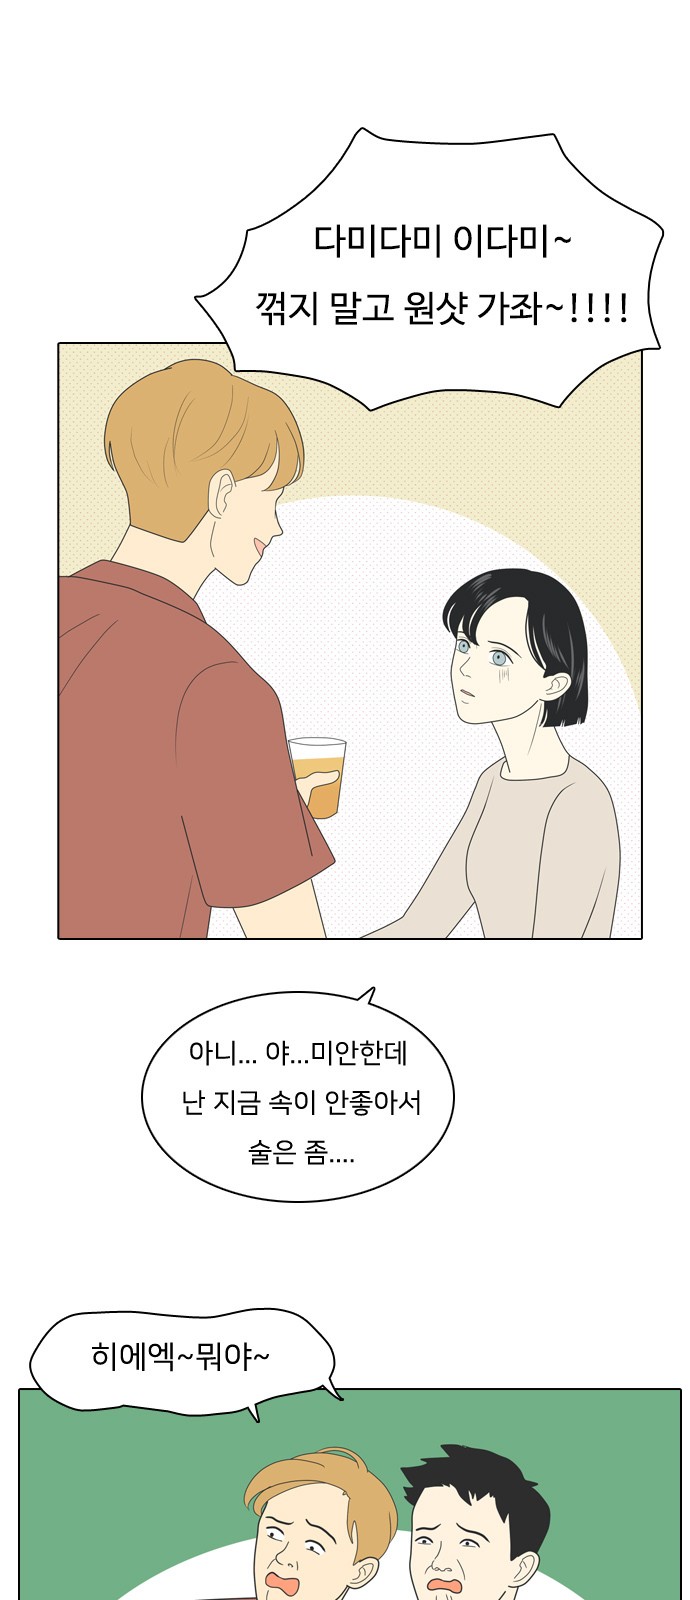 다미다미 이다미~
꺾지 말고 원샷 가좌~!!!!
아니... 야...미안한데
난 지금 속이 안좋아서
술은 좀....
히에엑~뭐야~